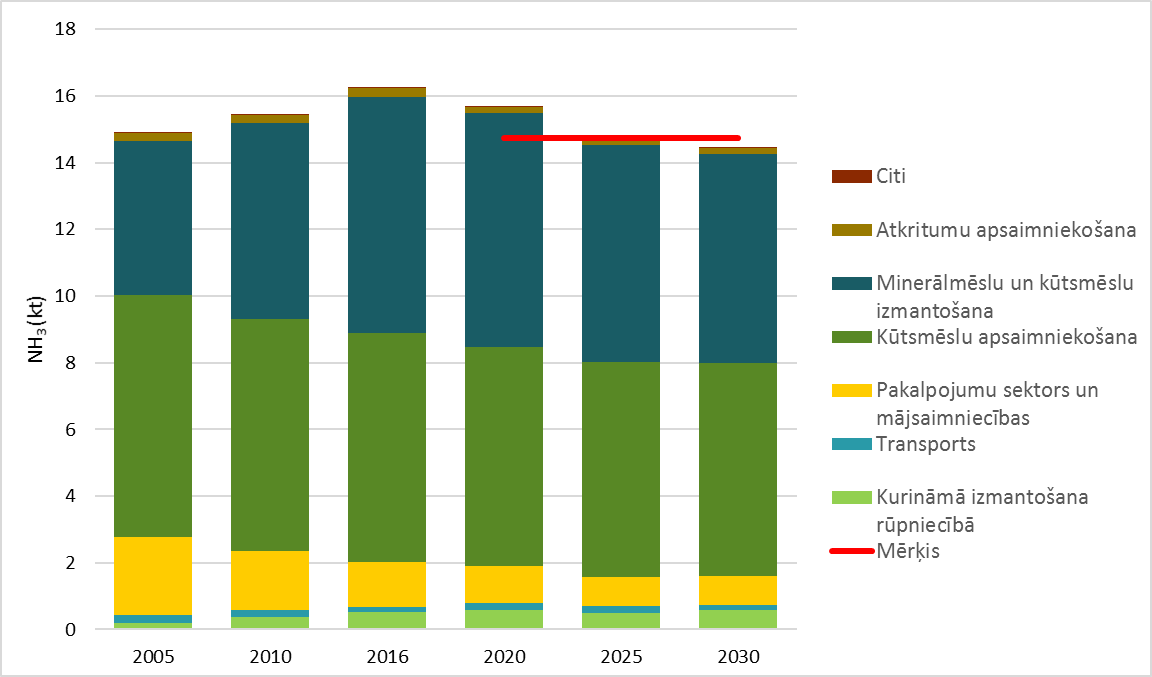 18
16
14
12
10
8
6
4
2
0
NH₃(kt)
2005
2010
2016
2020
2025
2030
Citi
Atkritumu apsaimniekošana
Minerālmēslu un kūtsmēslu
izmantošana
Kūtsmēslu apsaimniekošana
Pakalpojumu sektors un
mājsaimniecības
Transports
Kurināmā izmantošana
rūpniecībā
Mērķis